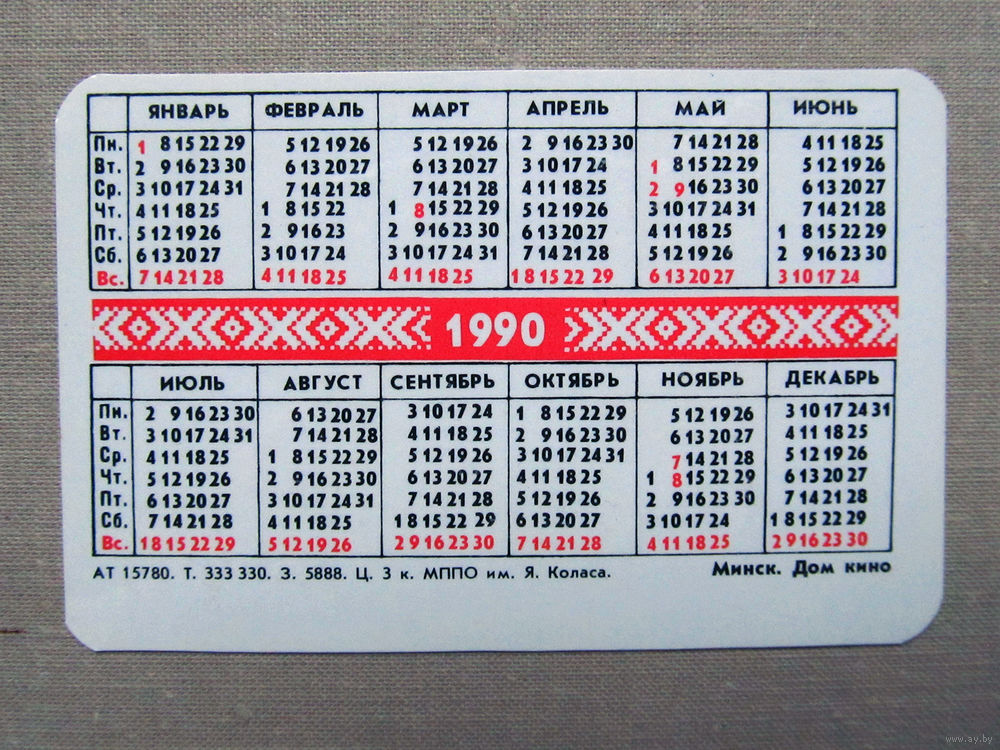 ЯНВАРЬ ФЕВРАЛЬ МАРТ АПРЕЛЬ МАЙ ИЮНЬ
Пн. 1 8 15 22 29 5 12 19 26 5 12 19 26 2 9 16 23 30 7 14 21 28 4 11 18 25
Вт. 2 9 16 23 30 6 13 20 27 6 13 20 27 3 10 17 24 1 8 15 22 29 5 12 19 26
Ср. 3 10 17 24 31 7 14 21 28 7 14 21 28 4 11 18 25 2 9 16 23 30 6 13 20 27
Чт. 4 11 18 25 1 8 15 22 1 8 15 22 29 5 12 19 26 3 10 17 24 31 7 14 21 28
Пт. 5 12 19 26 2 9 16 23 2 9 16 23 30 6 13 20 27 4 11 18 25 1 8 15 22 29
Сб. 6 13 20 27 3 10 17 24 3 10 17 24 31 7 14 21 28 5 12 19 26 2 9 16 23 30
Вс. 7 14 21 28 4 11 18 25 4 11 18 25 1 8 15 22 29 6 13 20 27 3 10 17 24
1990
ИЮЛЬ АВГУСТ СЕНТЯБРЬ ОКТЯБРЬ НОЯБРЬ ДЕКАБРЬ
Пн. 2 9 16 23 30 6 13 20 27 3 10 17 24 1 8 15 22 29 5 12 19 26 3 10 17 24 31
Вт. 3 10 17 24 31 7 14 21 28 4 11 18 25 2 9 16 23 30 6 13 20 27 4 11 18 25
Ср. 4 11 18 25 1 8 15 22 29 5 12 19 26 3 10 17 24 31 7 14 21 28 5 12 19 26
Чт. 5 12 19 26 2 9 16 23 30 6 13 20 27 4 11 18 25 1 8 15 22 29 6 13 20 27
Пт. 6 13 20 27 3 10 17 24 31 7 14 21 28 5 12 19 26 2 9 16 23 30 7 14 21 28
Сб. 7 14 21 28 4 11 18 25 1 8 15 22 29 6 13 20 27 3 10 17 24 1 8 15 22 29
Вс. 1 8 15 22 29 5 12 19 26 2 9 16 23 30 7 14 21 28 4 11 18 25 2 9 16 23 30
АТ 15780. Т. 333 330. З. 5888. Ц. 3 к. МППО им. Я. Коласа. Минск. Дом кино
www.ay.by